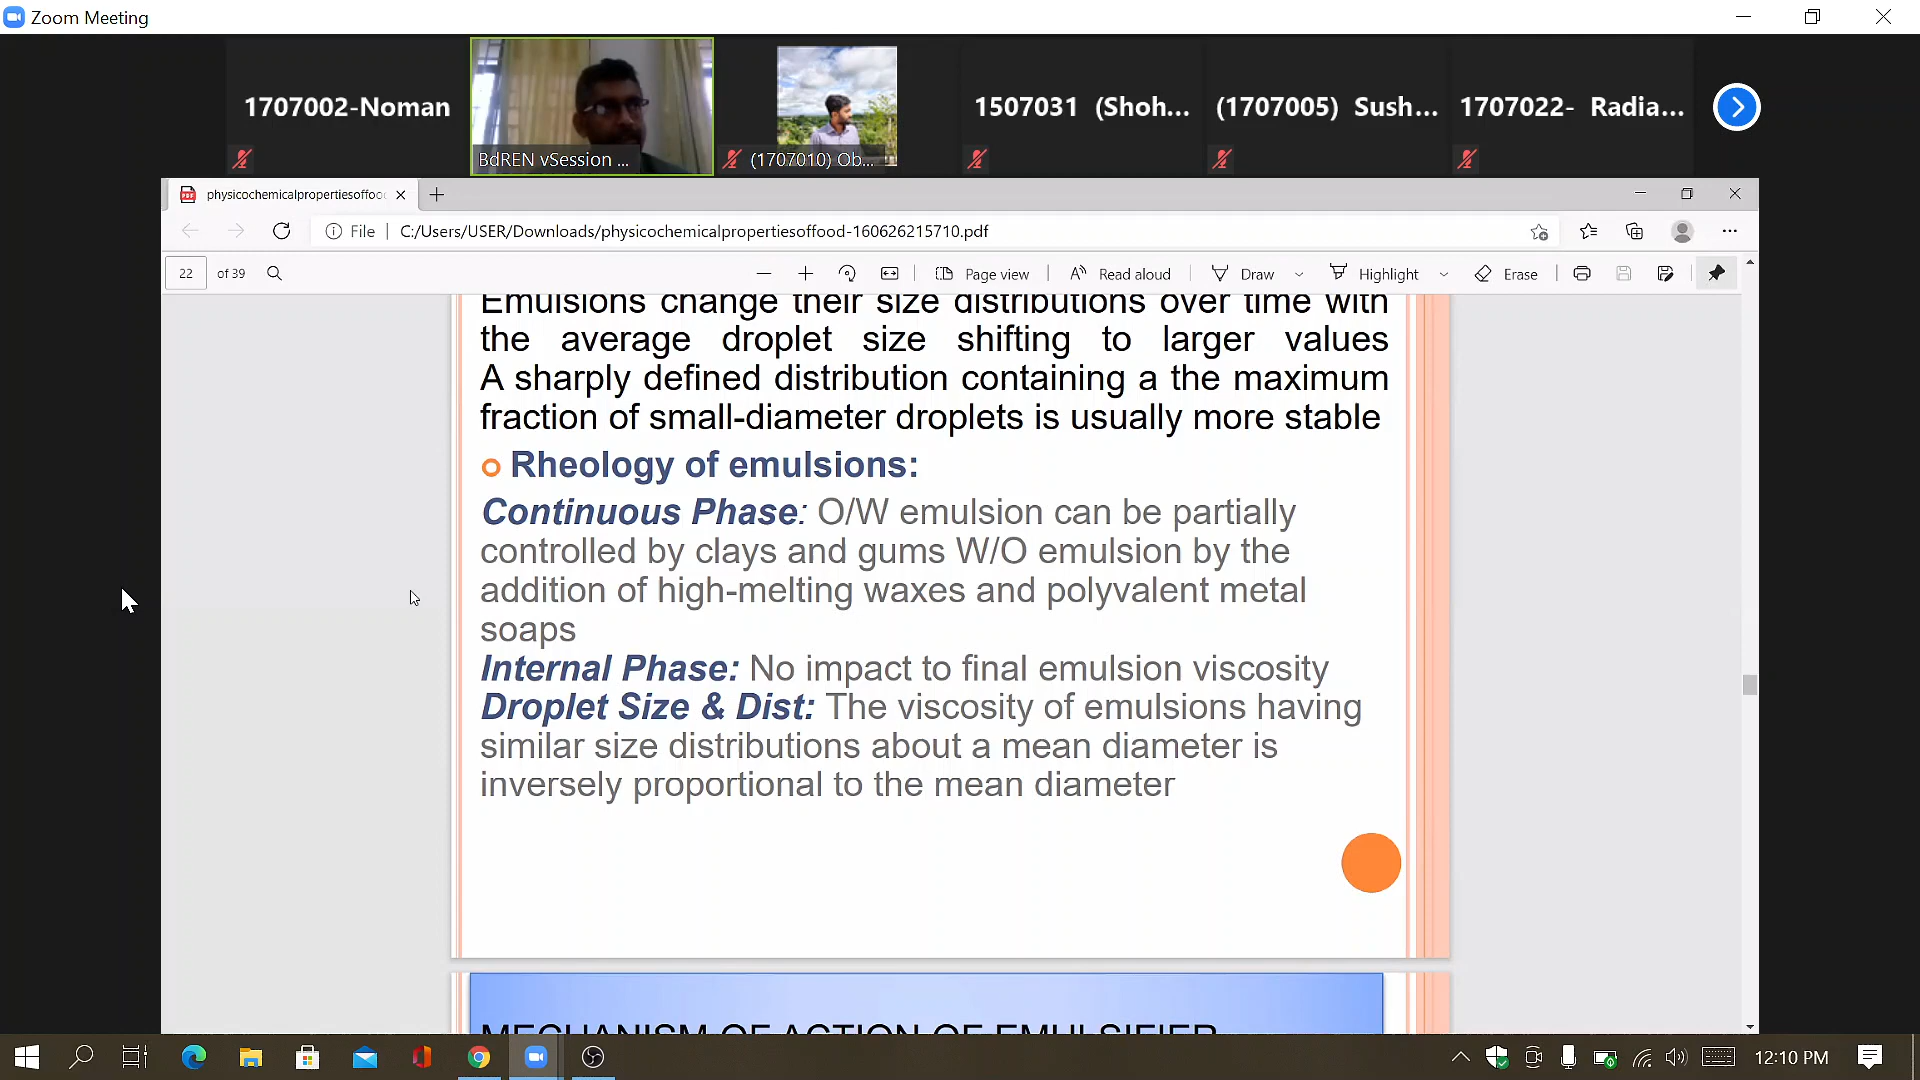 Zoom Meeting
1707002-Noman
BdREN vSession ...
(1707010) Ob...
1507031 (Shoh...
(1707005) Sush...
1707022- Radia...
physicochemicalpropertiesoffoo
File
C:/Users/USER/Downloads/physicochemicalpropertiesoffood-160626215710.pdf
22 of 39
Page view
Read aloud
Draw
Highlight
Erase
Emulsions change their size distributions over time with
the average droplet size shifting to larger values
A sharply defined distribution containing a the maximum
fraction of small-diameter droplets is usually more stable
Rheology of emulsions:
Continuous Phase: O/W emulsion can be partially
controlled by clays and gums W/O emulsion by the
addition of high-melting waxes and polyvalent metal
soaps
Internal Phase: No impact to final emulsion viscosity
Droplet Size & Dist: The viscosity of emulsions having
similar size distributions about a mean diameter is
inversely proportional to the mean diameter
MECHANISM OF ACTION OF EMULSIFIER
12:10 PM